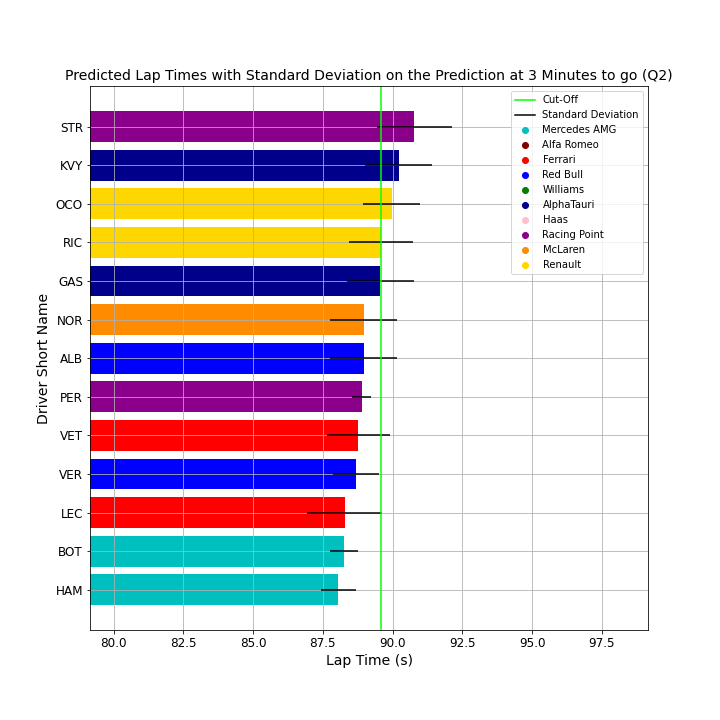 Predicted Lap Times with Standard Deviation on the Prediction at 3 Minutes to go (Q2)
Cut-Off
Standard Deviation
Mercedes AMG
Alfa Romeo
Ferrari
Red Bull
Williams
AlphaTauri
Haas
Racing Point
McLaren
Renault
Driver Short Name
STR
KVY
OCO
RIC
GAS
NOR
ALB
PER
VET
VER
LEC
BOT
HAM
80.0 82.5 85.0 87.5 90.0 92.5 95.0 97.5
Lap Time (s)